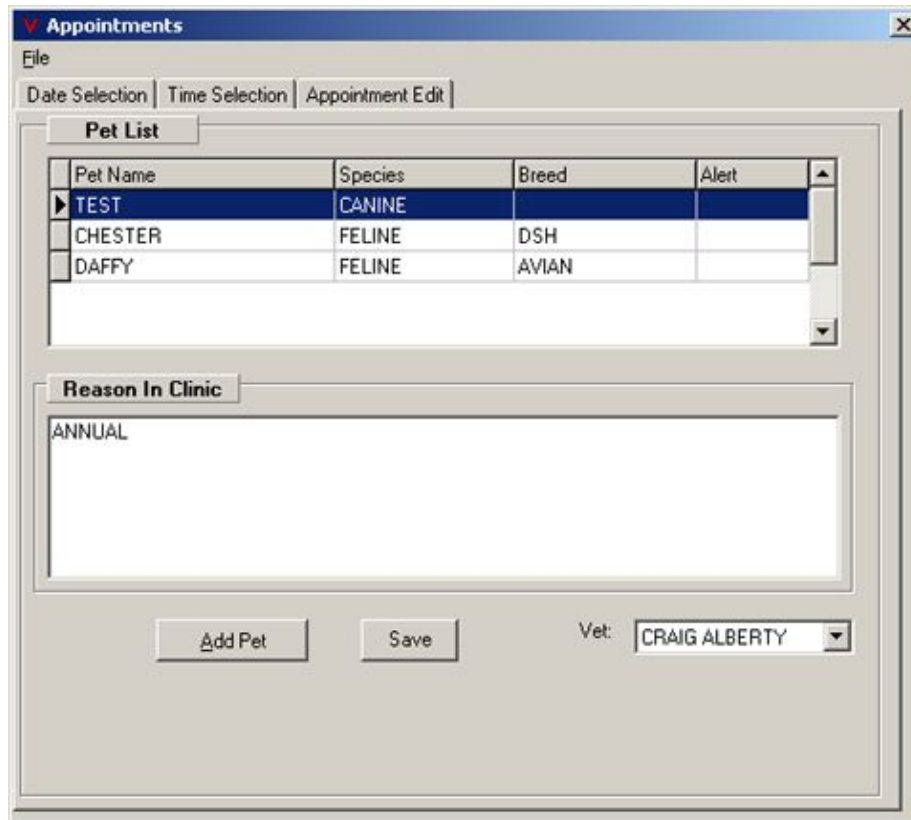 V Appointments
File
Date Selection Time Selection Appointment Edit
Pet List
Pet Name Species Breed Alert
TEST CANINE
CHESTER FELINE DSH
DAFFY FELINE AVIAN
Reason In Clinic
ANNUAL
Add Pet Save Vet: CRAIG ALBERTY